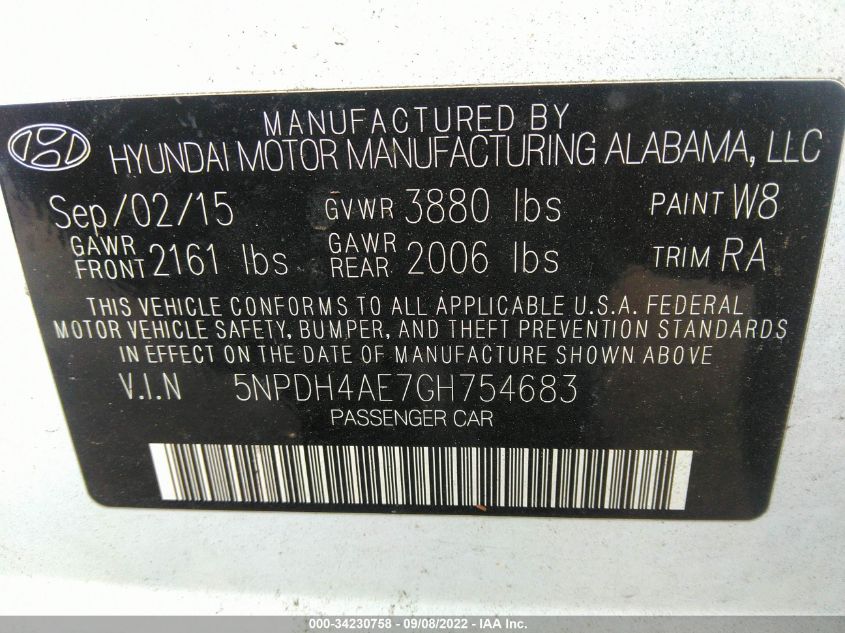 MANUFACTURED BY
HYUNDAI MOTOR MANUFACTURING ALABAMA, LLC
Sep/02/15 GVWR 3880 lbs PAINT W8
GAWR FRONT 2161 lbs GAWR REAR 2006 lbs TRIM RA
THIS VEHICLE CONFORMS TO ALL APPLICABLE U.S.A. FEDERAL
MOTOR VEHICLE SAFETY, BUMPER, AND THEFT PREVENTION STANDARDS
IN EFFECT ON THE DATE OF MANUFACTURE SHOWN ABOVE
V.I.N 5NPDH4AE7GH754683
PASSENGER CAR
000-34230758 - 09/08/2022 - IAA Inc.